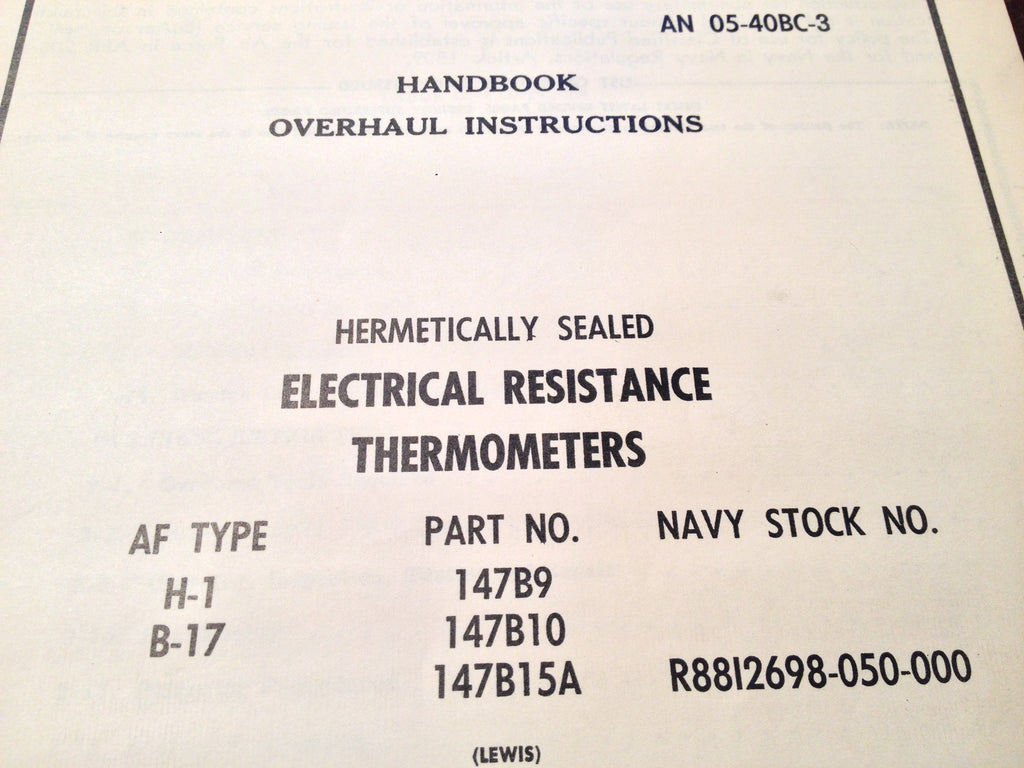 AN 05-40BC-3
HANDBOOK
OVERHAUL INSTRUCTIONS
HERMETICALLY SEALED
ELECTRICAL RESISTANCE
THERMOMETERS
AF TYPE PART NO. NAVY STOCK NO.
H-1 147B9
B-17 147B10
147B15A R88I2698-050-000
(LEWIS)